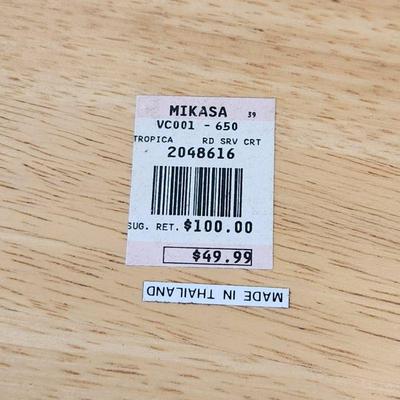 MIKASA 39
VC001 - 650
TROPICA RD SRV CRT
2048616
SUG. RET. $100.00
$49.99
MADE IN THAILAND